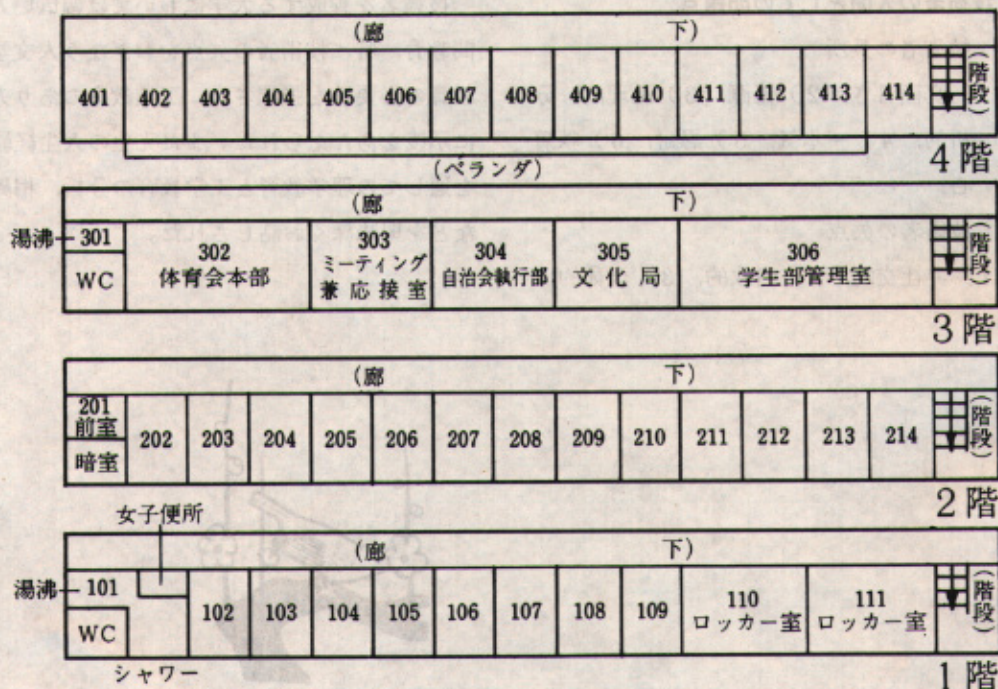 (廊　下)
401 402 403 404 405 406 407 408 409 410 411 412 413 414 (階段)
(ベランダ)
4階
(廊　下)
湯沸 301
WC
302
体育会本部
303
ミーティング
兼応接室
304
自治会執行部
305
文化局
306
学生部管理室
(階段)
3階
(廊　下)
201
前室
暗室
202 203 204 205 206 207 208 209 210 211 212 213 214 (階段)
2階
女子便所
(廊　下)
湯沸 101
WC
シャワー
102 103 104 105 106 107 108 109
110
ロッカー室
111
ロッカー室
(階段)
1階